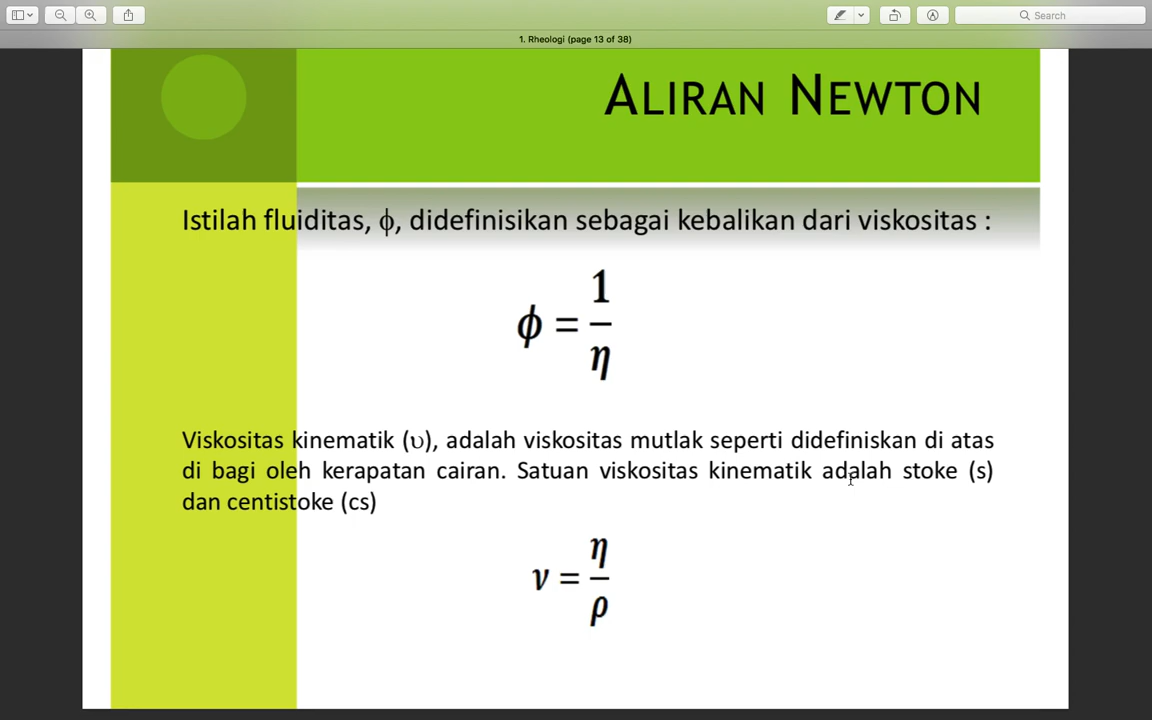 Search
1. Rheologi (page 13 of 38)
ALIRAN NEWTON
Istilah fluiditas, ϕ, didefinisikan sebagai kebalikan dari viskositas :
ϕ = 1/η
Viskositas kinematik (υ), adalah viskositas mutlak seperti didefiniskan di atas
di bagi oleh kerapatan cairan. Satuan viskositas kinematik adalah stoke (s)
dan centistoke (cs)
ν = η/ρ